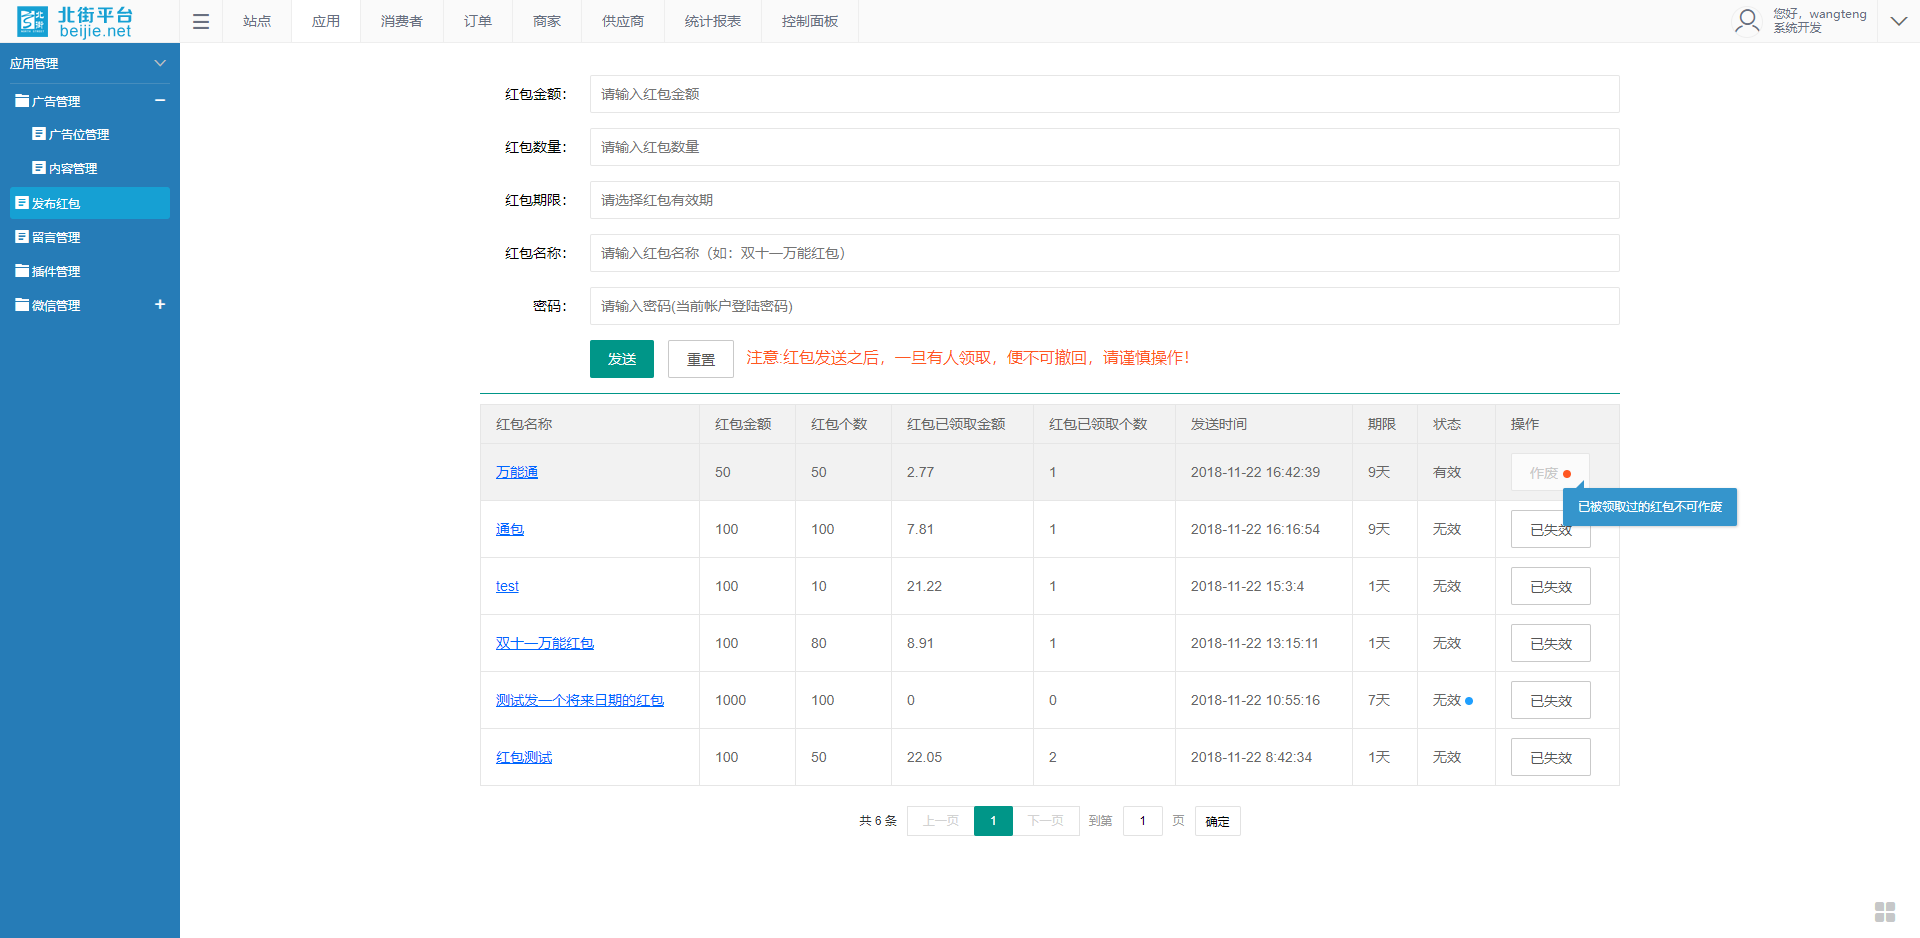 北街平台
beijie.net
站点 应用 消费者 订单 商家 供应商 统计报表 控制面板
您好，wangteng
系统开发
应用管理
广告管理
广告位管理
内容管理
发布红包
留言管理
插件管理
微信管理
红包金额： 请输入红包金额
红包数量： 请输入红包数量
红包期限： 请选择红包有效期
红包名称： 请输入红包名称（如：双十一万能红包）
密码： 请输入密码(当前帐户登陆密码)
发送 重置 注意:红包发送之后，一旦有人领取，便不可撤回，请谨慎操作！
红包名称 红包金额 红包个数 红包已领取金额 红包已领取个数 发送时间 期限 状态 操作
万能通 50 50 2.77 1 2018-11-22 16:42:39 9天 有效 作废
已被领取过的红包不可作废
通包 100 100 7.81 1 2018-11-22 16:16:54 9天 无效 已失效
test 100 10 21.22 1 2018-11-22 15:3:4 1天 无效 已失效
双十一万能红包 100 80 8.91 1 2018-11-22 13:15:11 1天 无效 已失效
测试发一个将来日期的红包 1000 100 0 0 2018-11-22 10:55:16 7天 无效 已失效
红包测试 100 50 22.05 2 2018-11-22 8:42:34 1天 无效 已失效
共 6 条 上一页 1 下一页 到第 1 页 确定